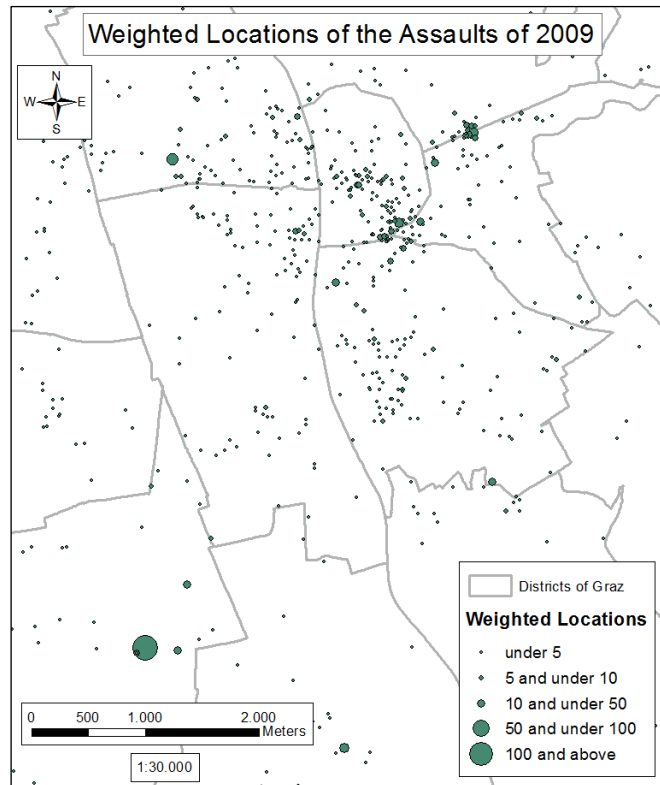 Weighted Locations of the Assaults of 2009
N
W E
S
Districts of Graz
Weighted Locations
under 5
5 and under 10
10 and under 50
50 and under 100
100 and above
0 500 1.000 2.000
Meters
1:30.000